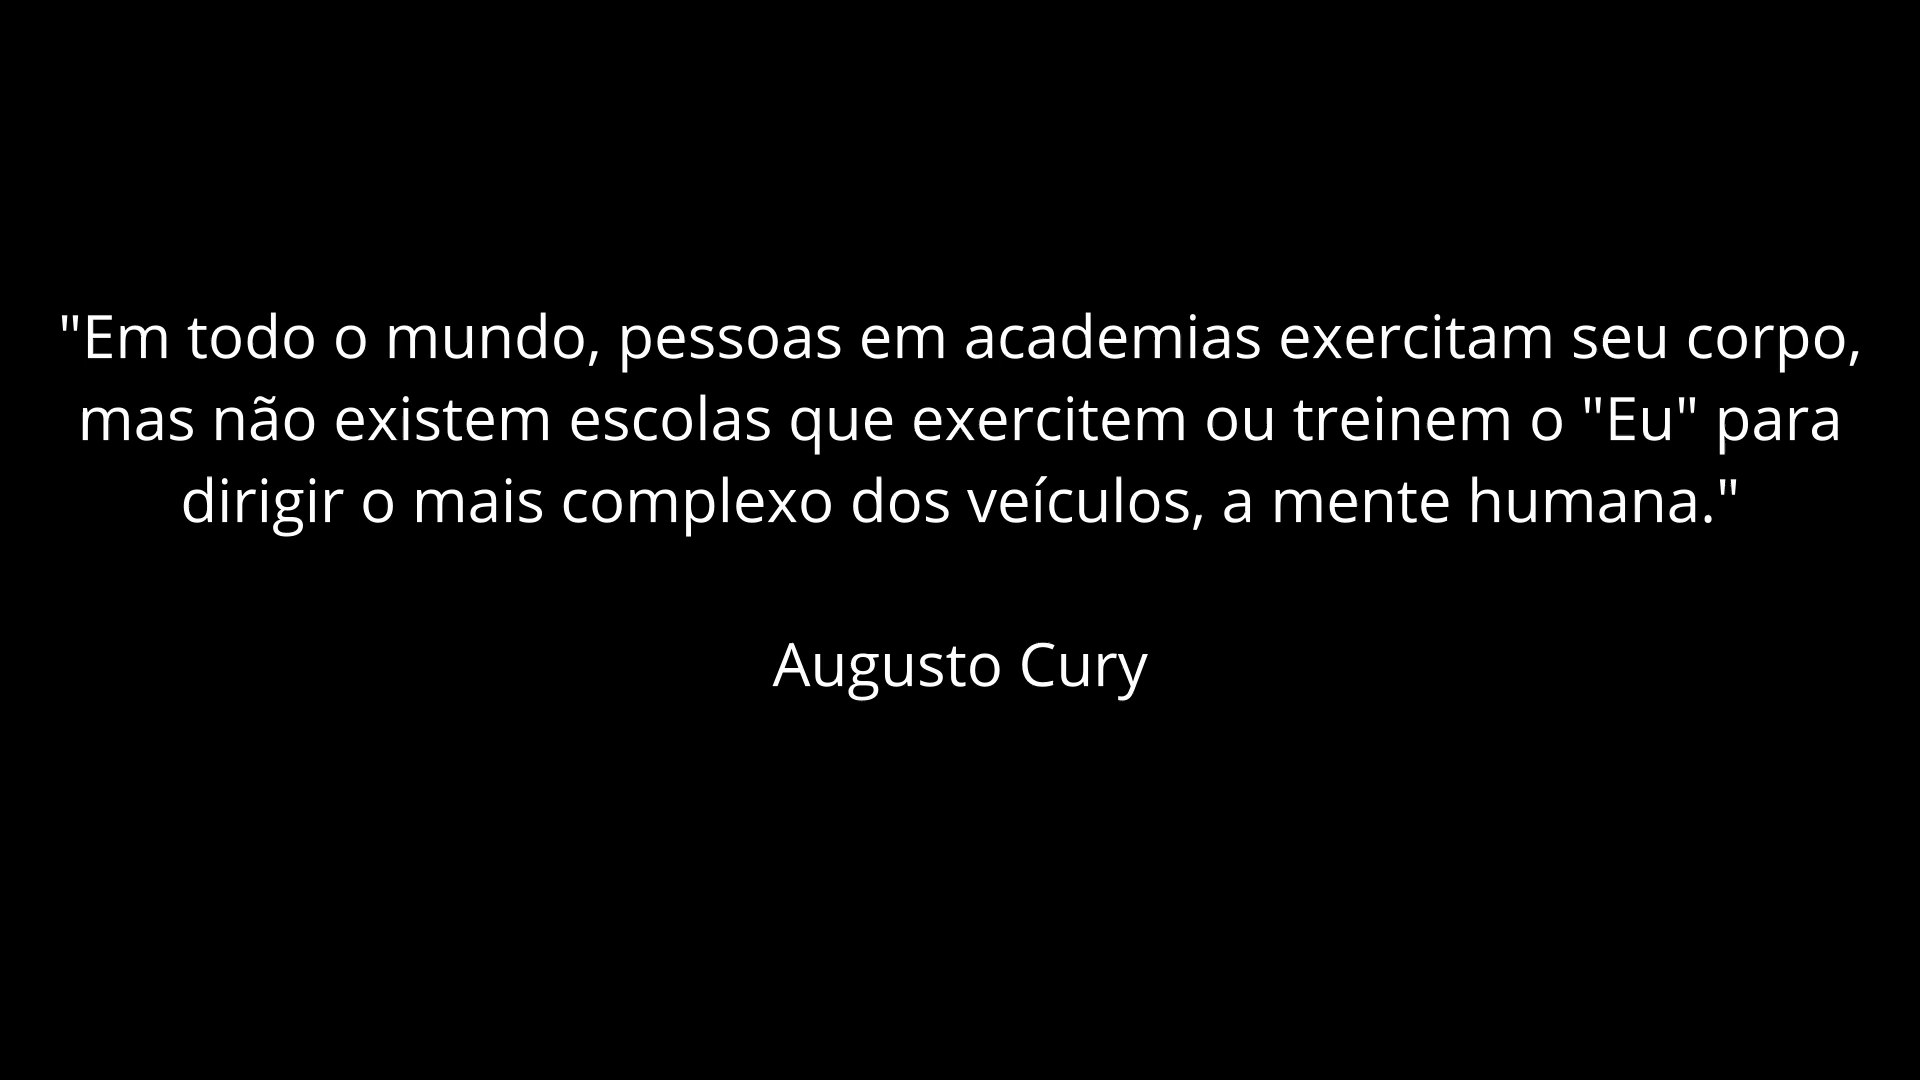 "Em todo o mundo, pessoas em academias exercitam seu corpo,
mas não existem escolas que exercitem ou treinem o "Eu" para
dirigir o mais complexo dos veículos, a mente humana."
Augusto Cury